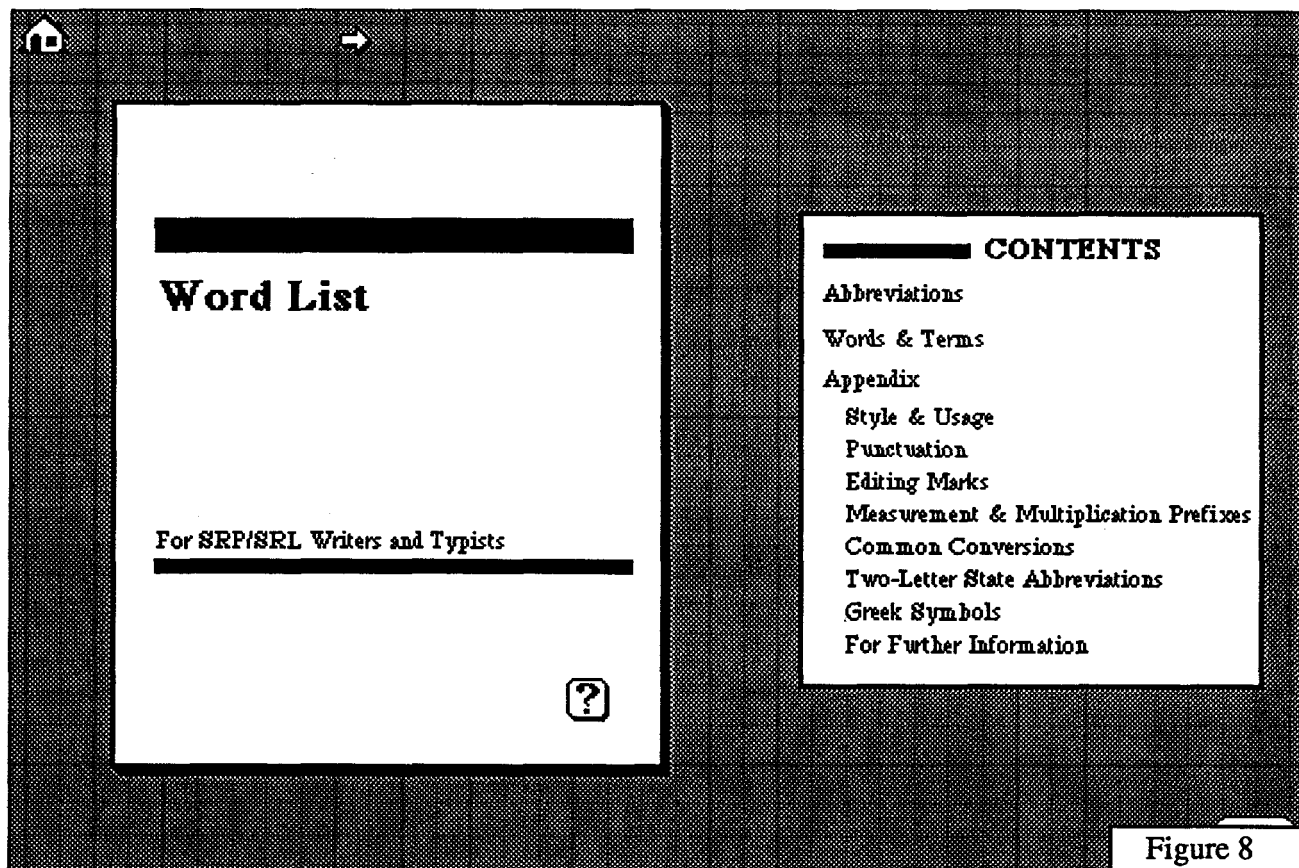 Word List
For SRP/SRL Writers and Typists
?
CONTENTS
Abbreviations
Words & Terms
Appendix
Style & Usage
Punctuation
Editing Marks
Measurement & Multiplication Prefixes
Common Conversions
Two-Letter State Abbreviations
Greek Symbols
For Further Information
Figure 8